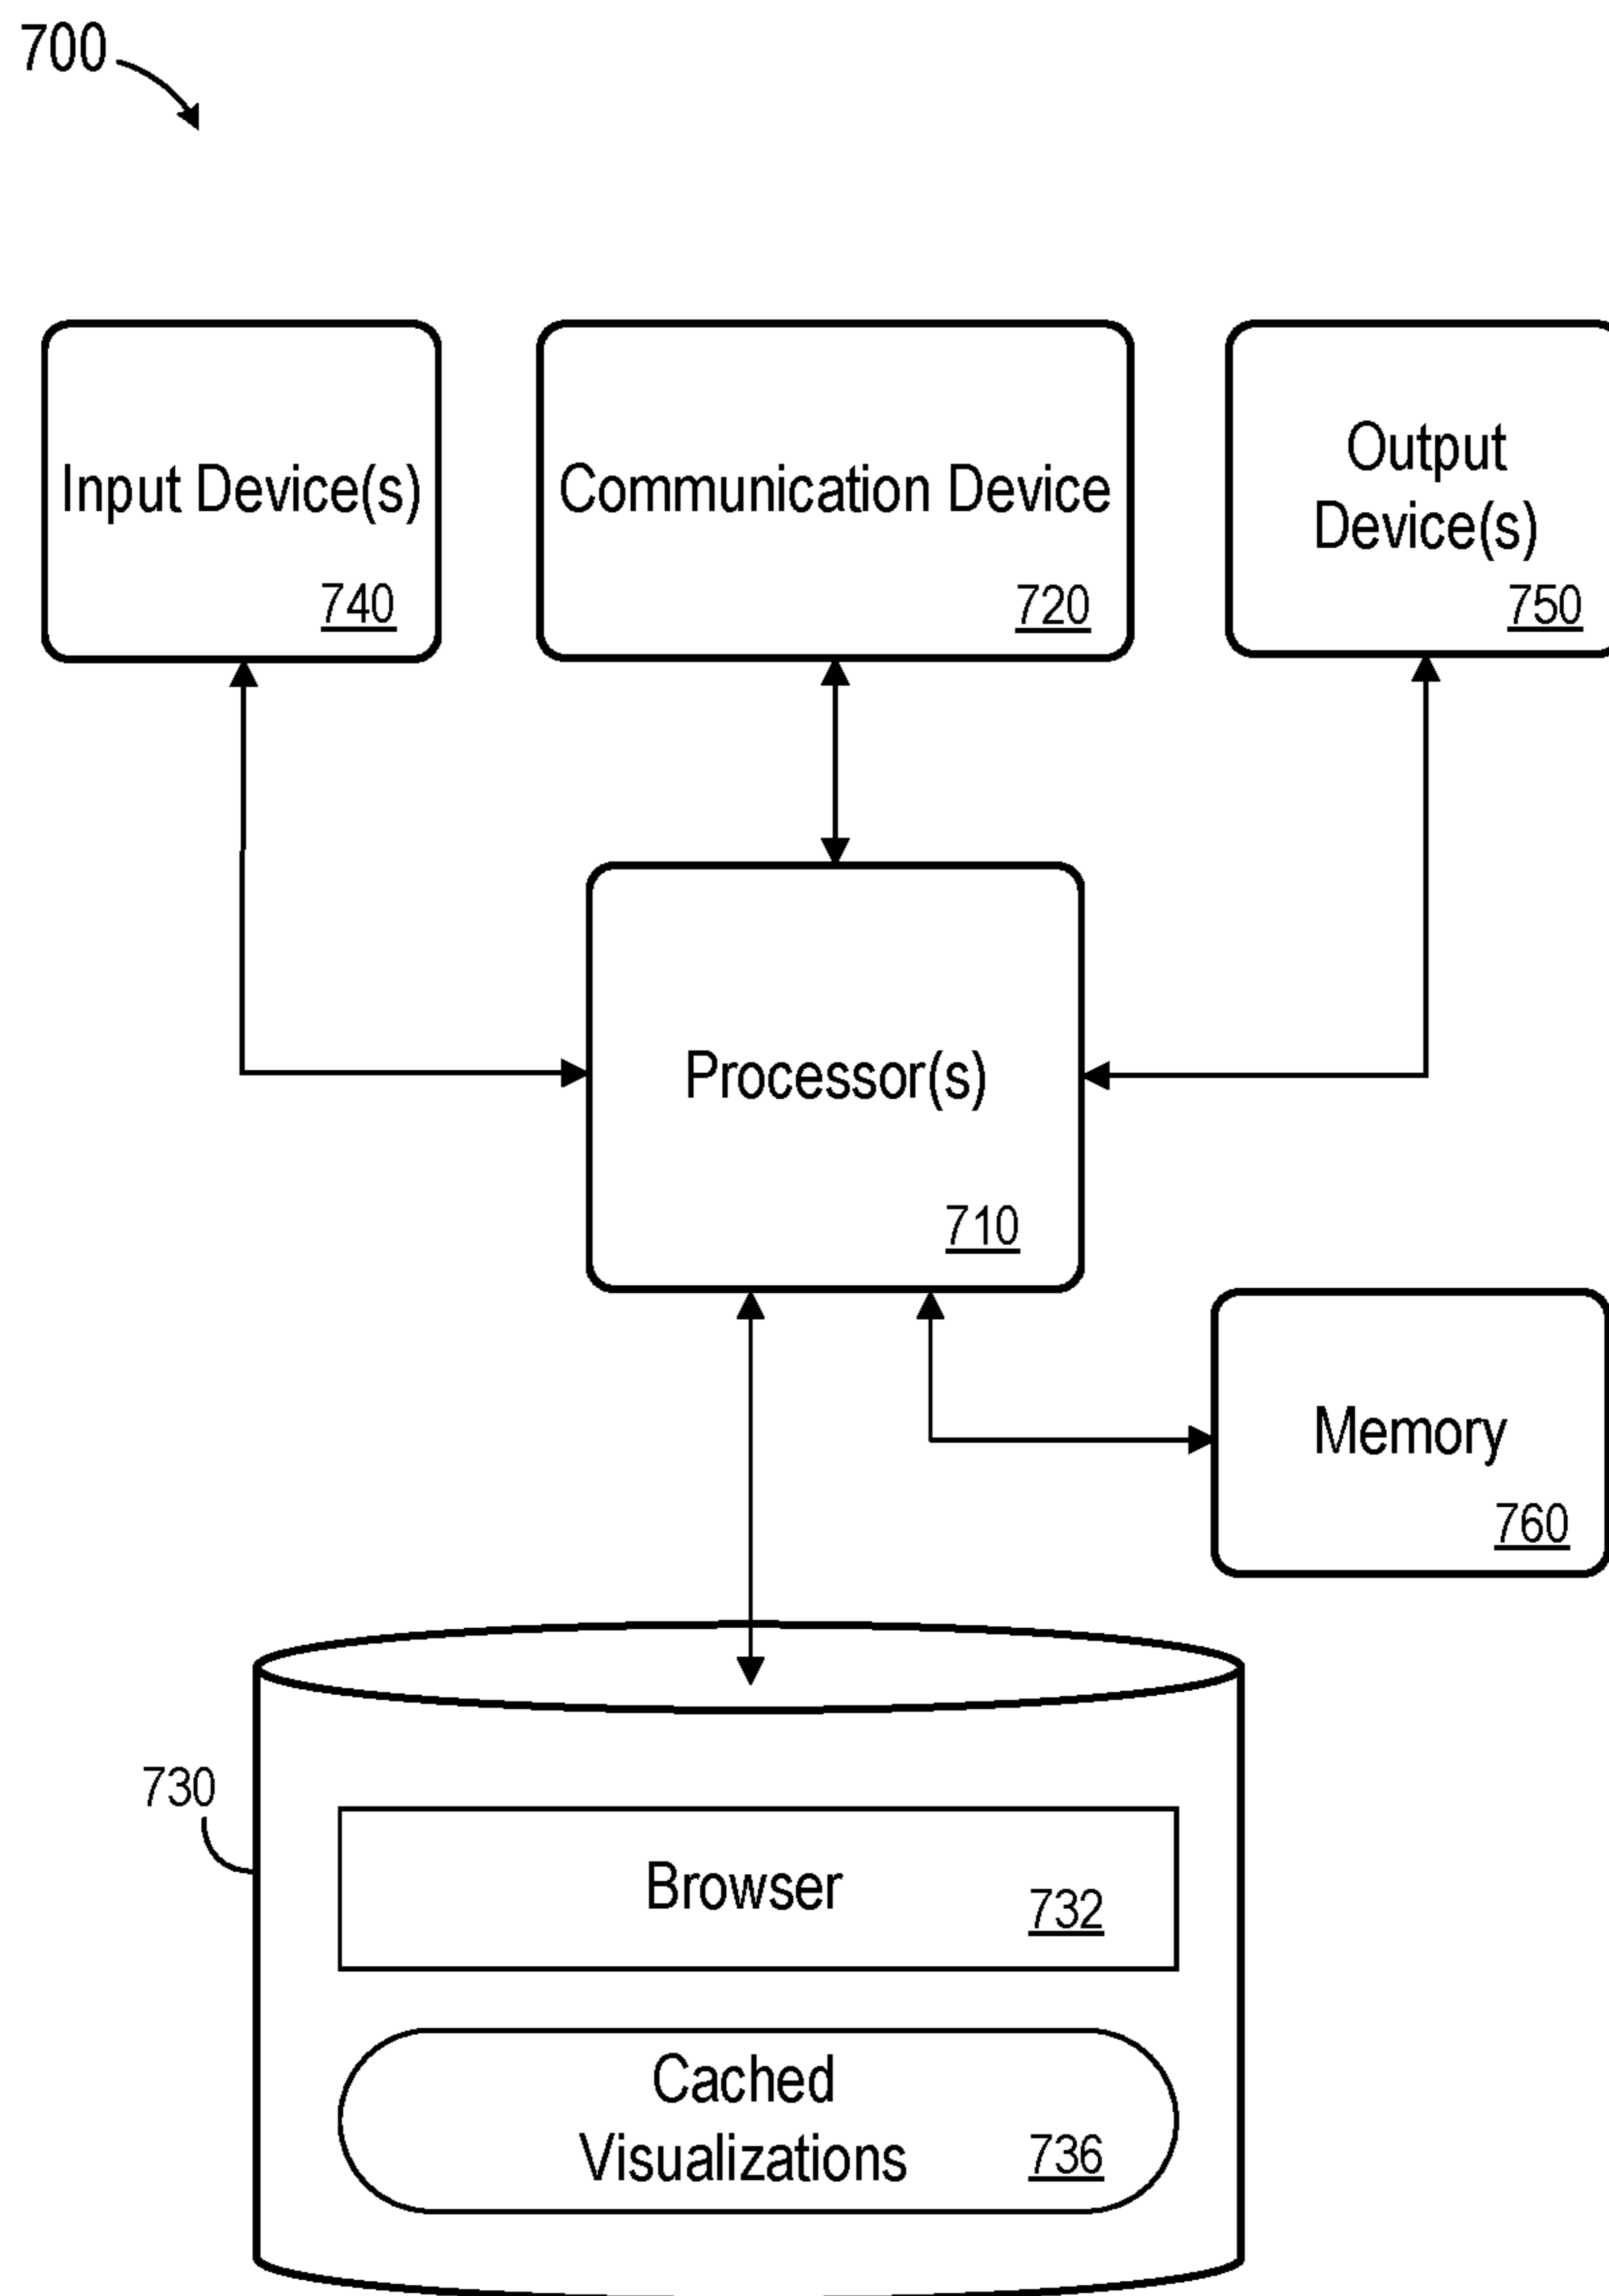 700
Input Device(s)
740
Communication Device
720
Output
Device(s)
750
Processor(s)
710
Memory
760
730
Browser
732
Cached
Visualizations
736